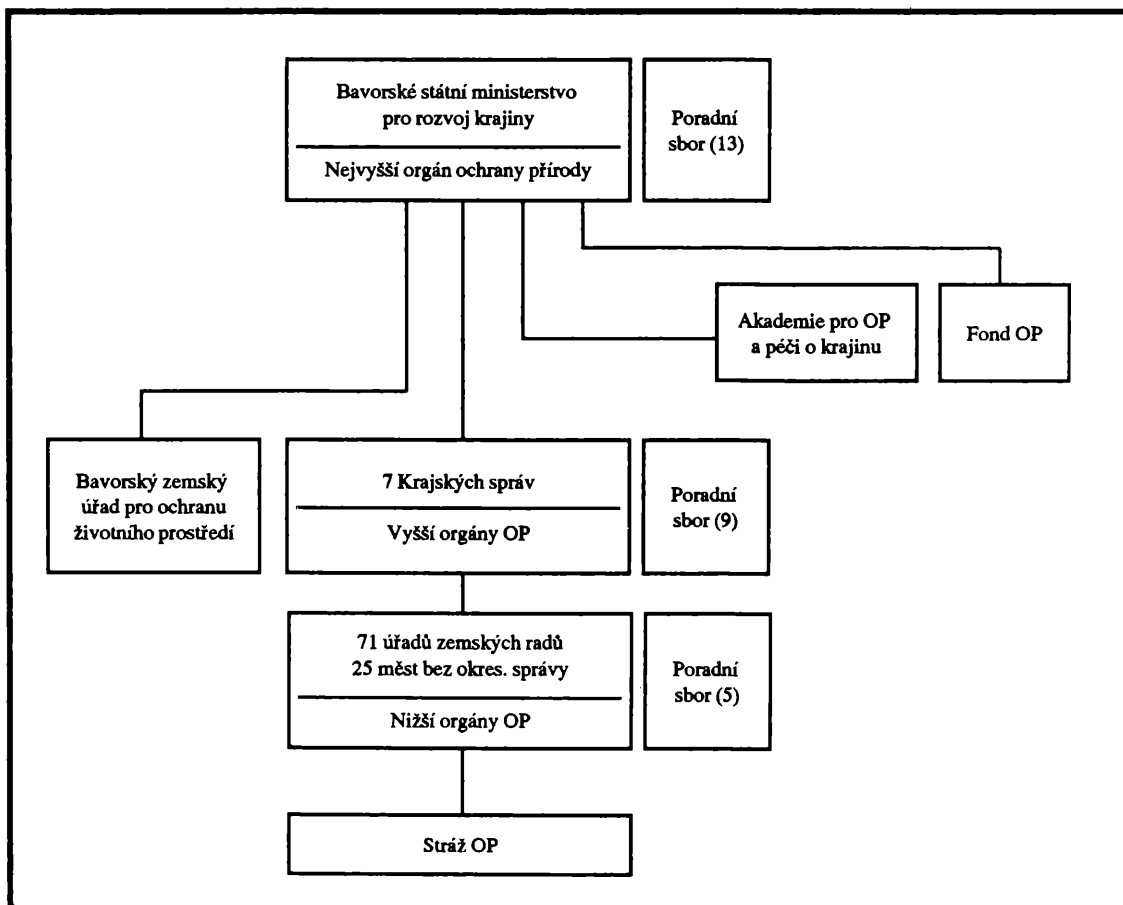 Bavorské státní ministerstvo
pro rozvoj krajiny
Nejvyšší orgán ochrany přírody
Poradní
sbor (13)
Akademie pro OP
a péči o krajinu
Fond OP
Bavorský zemský
úřad pro ochranu
životního prostředí
7 Krajských správ
Vyšší orgány OP
Poradní
sbor (9)
71 úřadů zemských radů
25 měst bez okres. správy
Nižší orgány OP
Poradní
sbor (5)
Stráž OP